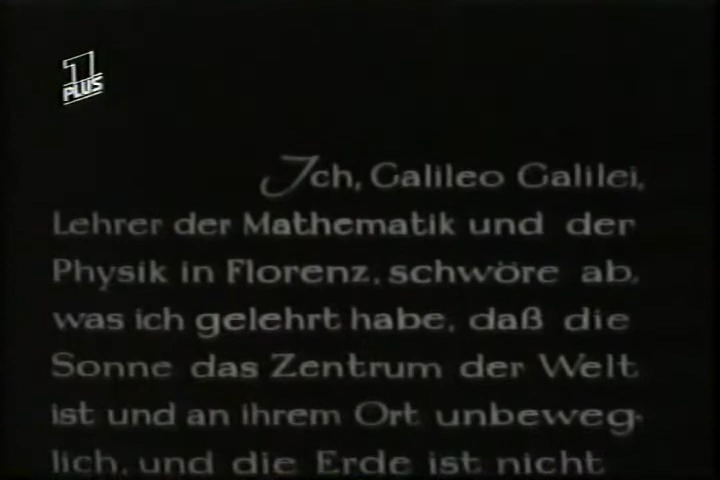 1
PLUS
Ich, Galileo Galilei,
Lehrer der Mathematik und der
Physik in Florenz, schwöre ab,
was ich gelehrt habe, daß die
Sonne das Zentrum der Welt
ist und an ihrem Ort unbeweg-
lich, und die Erde ist nicht